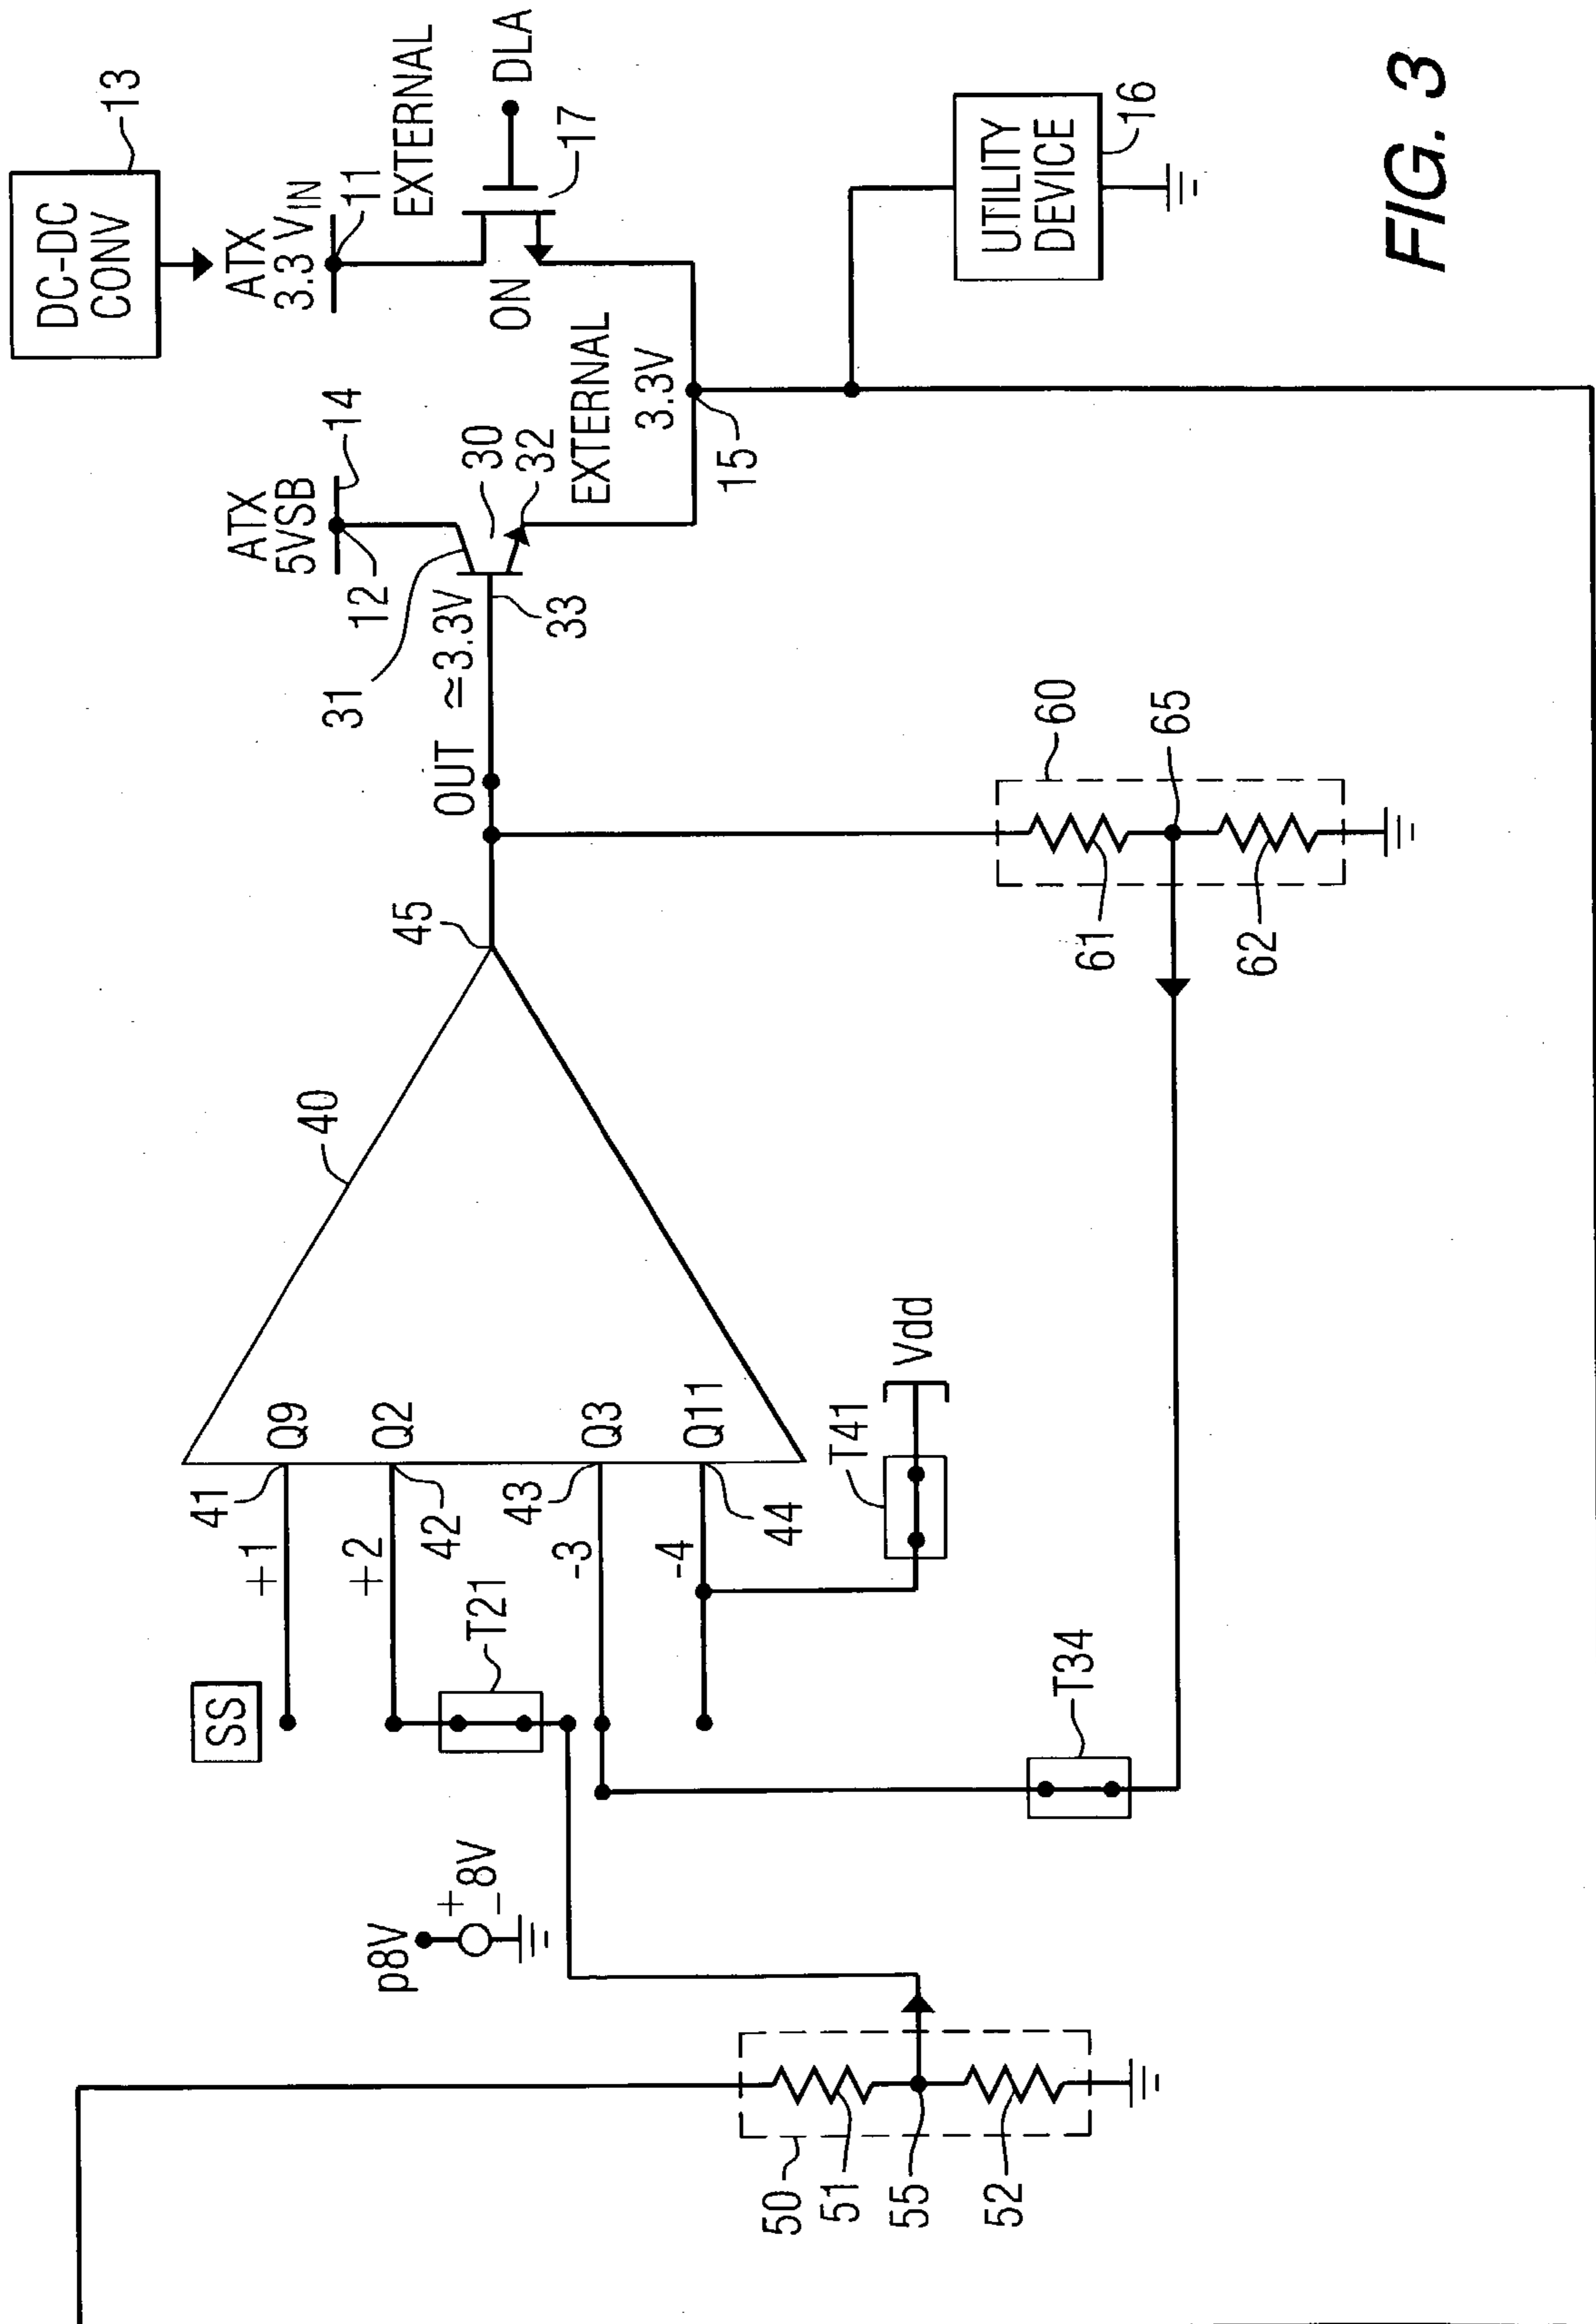 DC-DC
CONV
13
ATX
3.3 VIN
11
EXTERNAL
DLA
17
ON
ATX
5VSB
14
12
31
30
32
EXTERNAL
3.3V
15
33
OUT ≃3.3V
UTILITY
DEVICE
16
45
40
60
65
61
62
41
Q9
+1
SS
42
Q2
+2
T21
43
Q3
-3
44
Q11
-4
T41
Vdd
T34
p8V
+
8V
–
50
51
55
52
FIG. 3